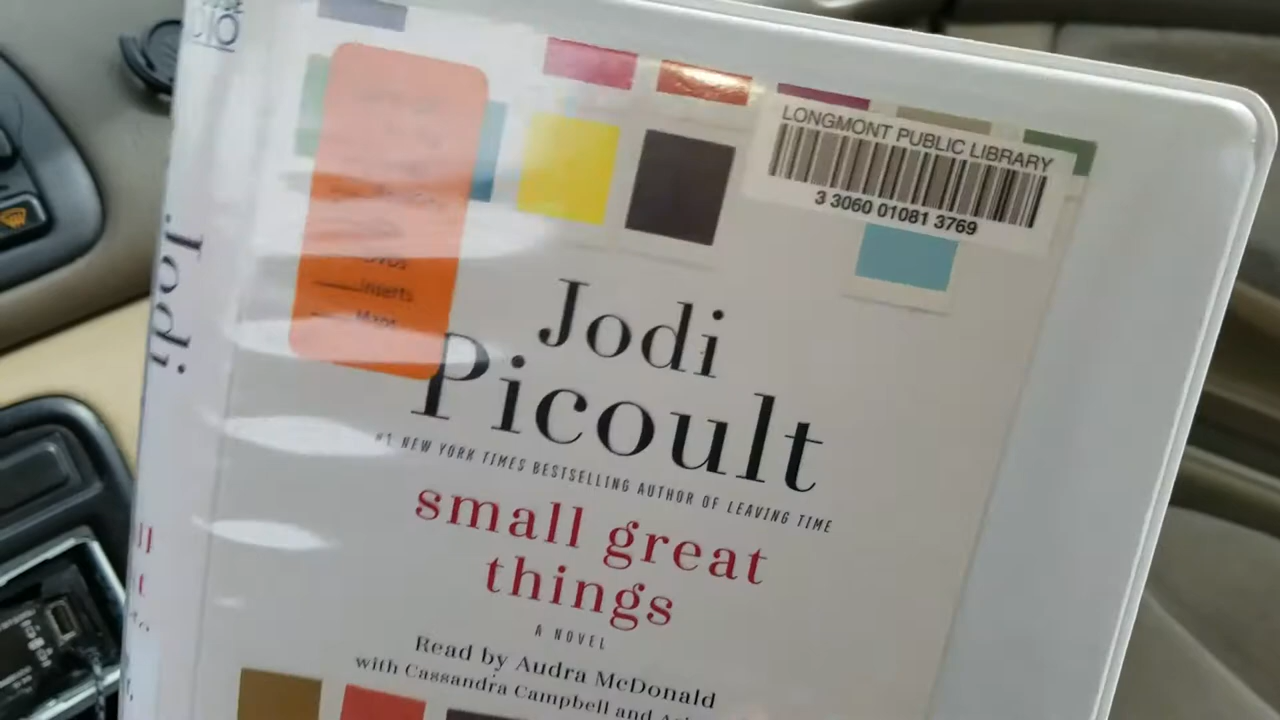 LONGMONT PUBLIC LIBRARY
3 3060 01081 3769
Inserts
Maps
Jodi
Picoult
#1 NEW YORK TIMES BESTSELLING AUTHOR OF LEAVING TIME
small great
things
A NOVEL
Read by Audra McDonald
with Cassandra Campbell and
Jodi